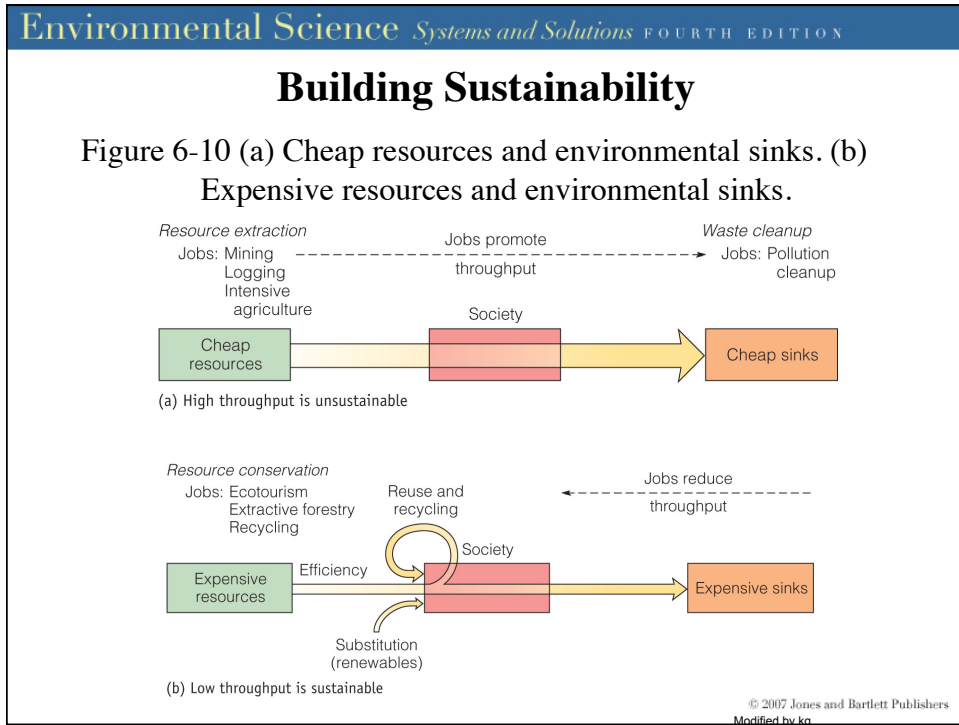 Environmental Science Systems and Solutions FOURTH EDITION
Building Sustainability
Figure 6-10 (a) Cheap resources and environmental sinks. (b)
Expensive resources and environmental sinks.
Resource extraction
Jobs: Mining
Logging
Intensive
agriculture
Jobs promote
throughput
Waste cleanup
Jobs: Pollution
cleanup
Society
Cheap
resources
Cheap sinks
(a) High throughput is unsustainable
Resource conservation
Jobs: Ecotourism
Extractive forestry
Recycling
Reuse and
recycling
Jobs reduce
throughput
Society
Efficiency
Expensive
resources
Expensive sinks
Substitution
(renewables)
(b) Low throughput is sustainable
© 2007 Jones and Bartlett Publishers
Modified by kg